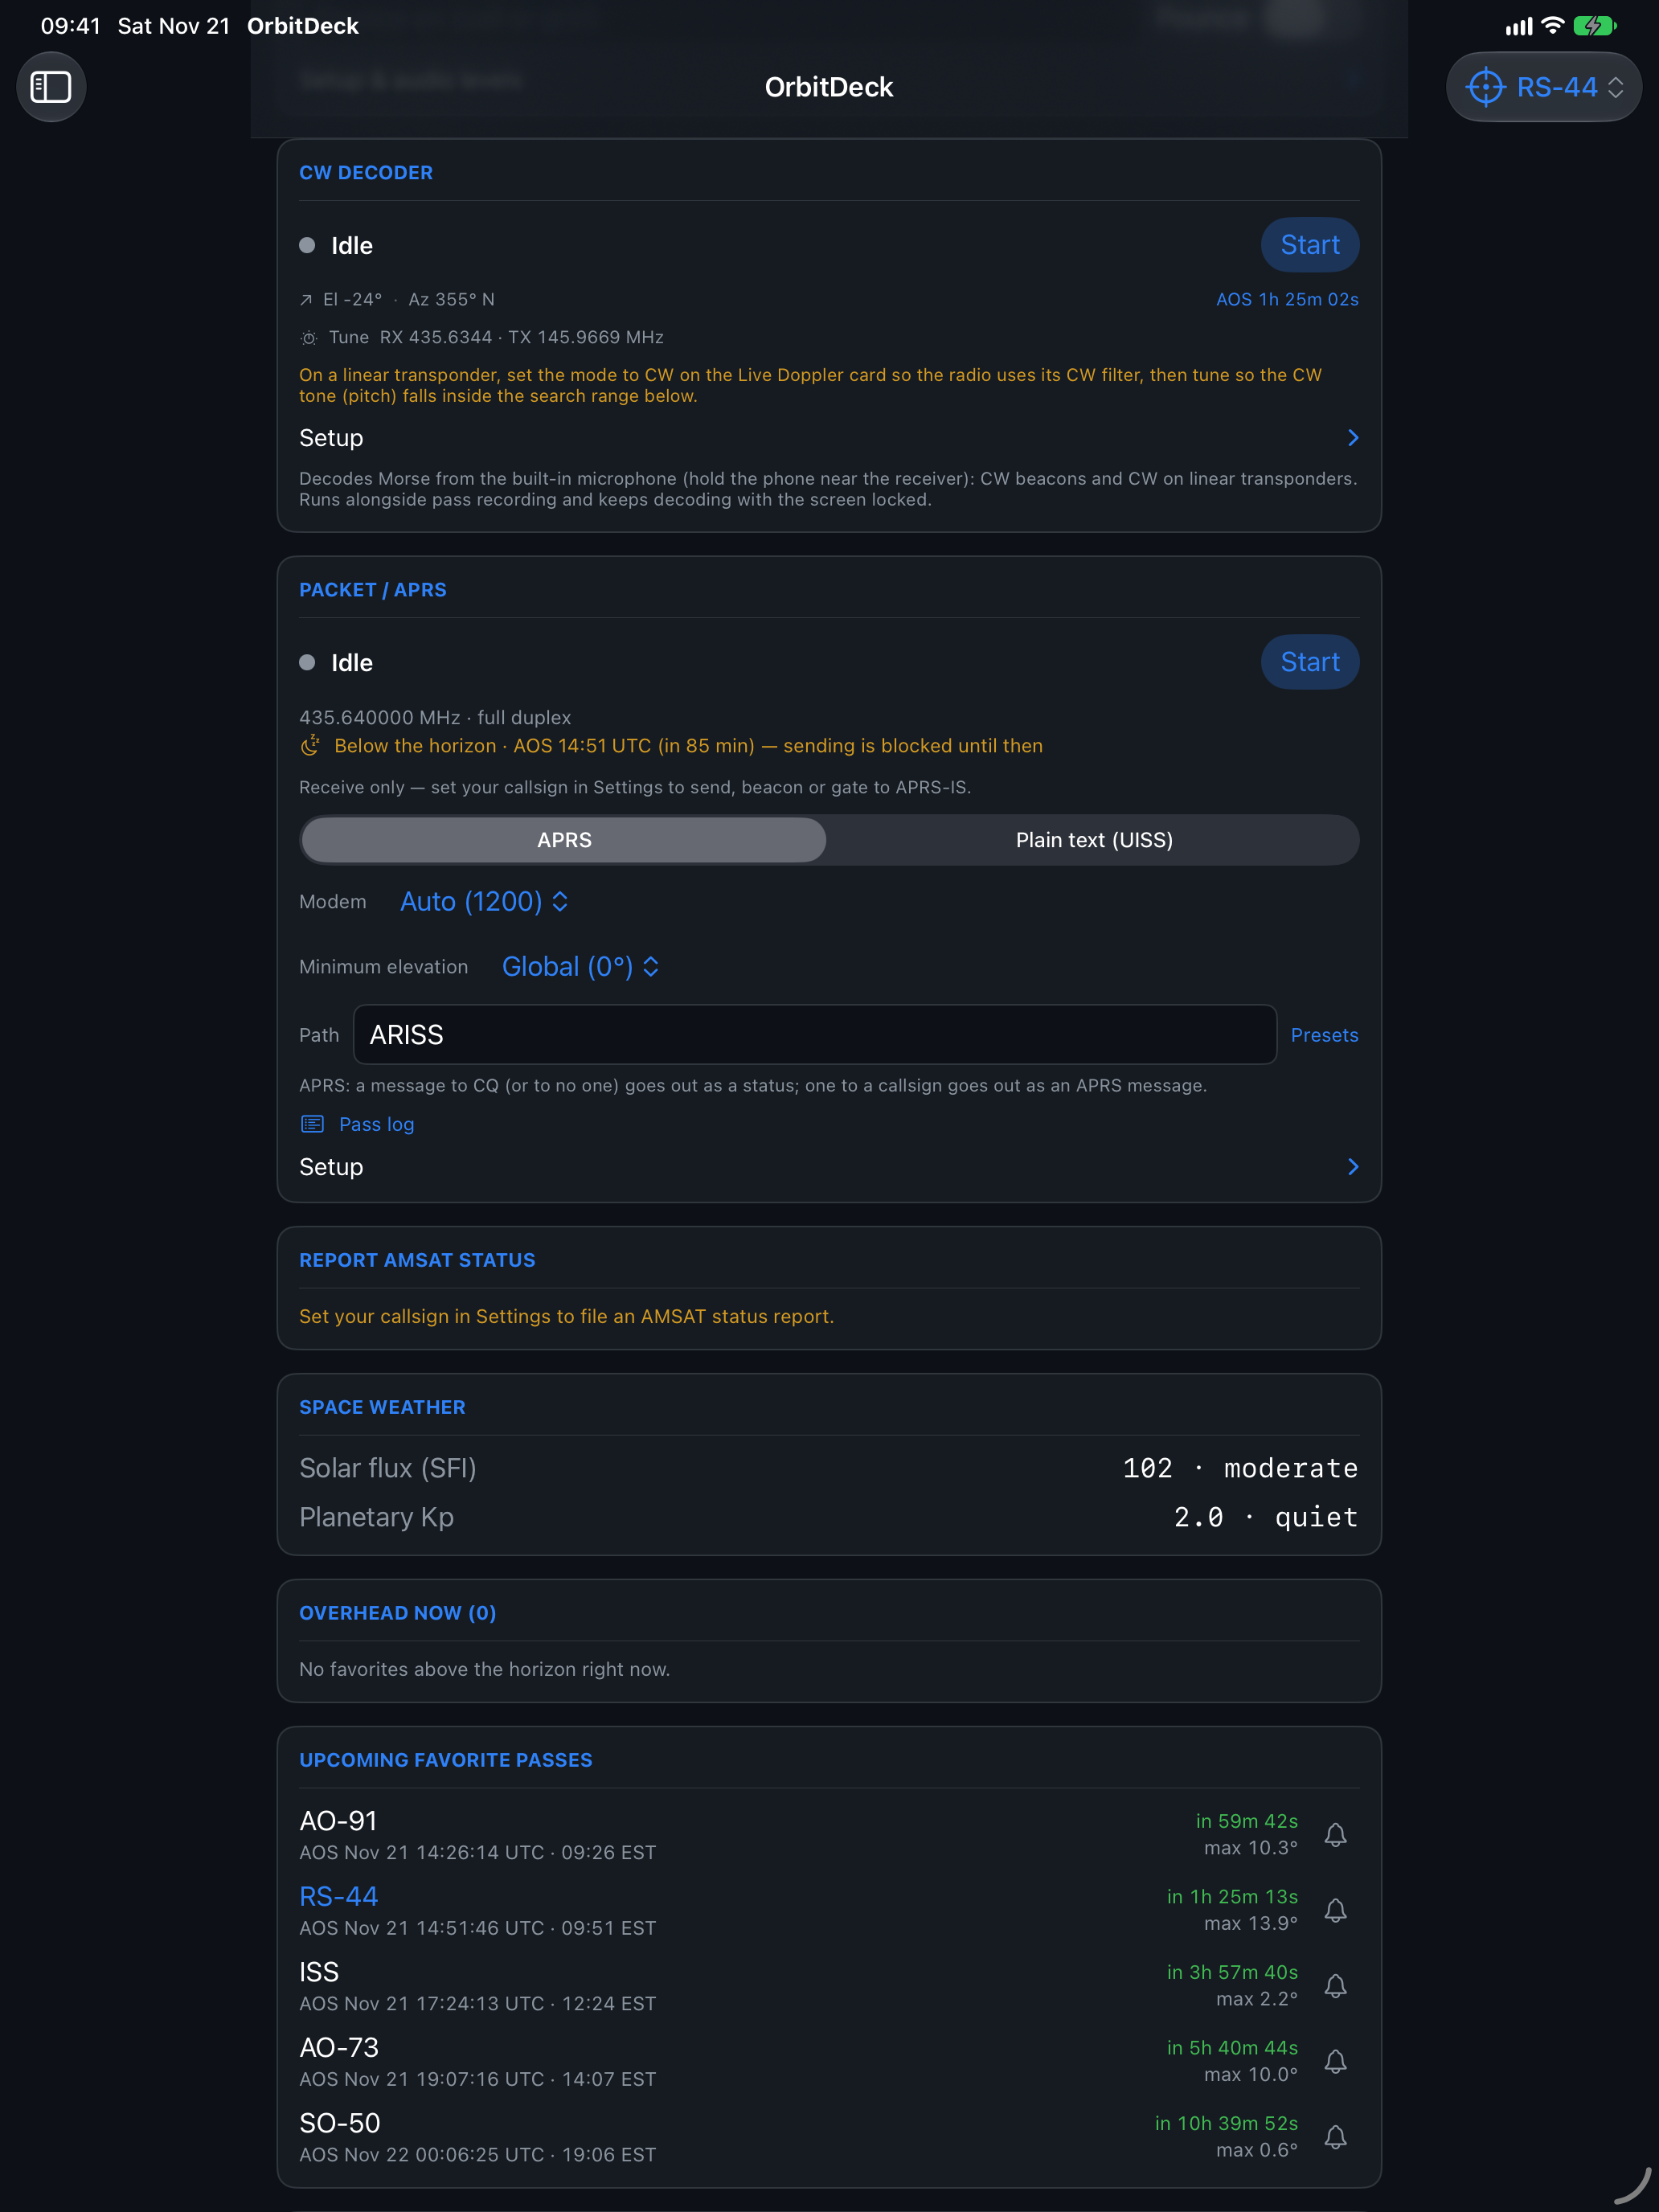 09:41 Sat Nov 21 OrbitDeck
OrbitDeck
RS-44
CW DECODER
Idle
Start
El -24° · Az 355° N
AOS 1h 25m 02s
Tune RX 435.6344 · TX 145.9669 MHz
On a linear transponder, set the mode to CW on the Live Doppler card so the radio uses its CW filter, then tune so the CW
tone (pitch) falls inside the search range below.
Setup
Decodes Morse from the built-in microphone (hold the phone near the receiver): CW beacons and CW on linear transponders.
Runs alongside pass recording and keeps decoding with the screen locked.
PACKET / APRS
Idle
Start
435.640000 MHz · full duplex
Below the horizon · AOS 14:51 UTC (in 85 min) — sending is blocked until then
Receive only — set your callsign in Settings to send, beacon or gate to APRS-IS.
APRS
Plain text (UISS)
Modem Auto (1200)
Minimum elevation Global (0°)
Path ARISS Presets
APRS: a message to CQ (or to no one) goes out as a status; one to a callsign goes out as an APRS message.
Pass log
Setup
REPORT AMSAT STATUS
Set your callsign in Settings to file an AMSAT status report.
SPACE WEATHER
Solar flux (SFI) 102 · moderate
Planetary Kp 2.0 · quiet
OVERHEAD NOW (0)
No favorites above the horizon right now.
UPCOMING FAVORITE PASSES
AO-91
AOS Nov 21 14:26:14 UTC · 09:26 EST
in 59m 42s
max 10.3°
RS-44
AOS Nov 21 14:51:46 UTC · 09:51 EST
in 1h 25m 13s
max 13.9°
ISS
AOS Nov 21 17:24:13 UTC · 12:24 EST
in 3h 57m 40s
max 2.2°
AO-73
AOS Nov 21 19:07:16 UTC · 14:07 EST
in 5h 40m 44s
max 10.0°
SO-50
AOS Nov 22 00:06:25 UTC · 19:06 EST
in 10h 39m 52s
max 0.6°